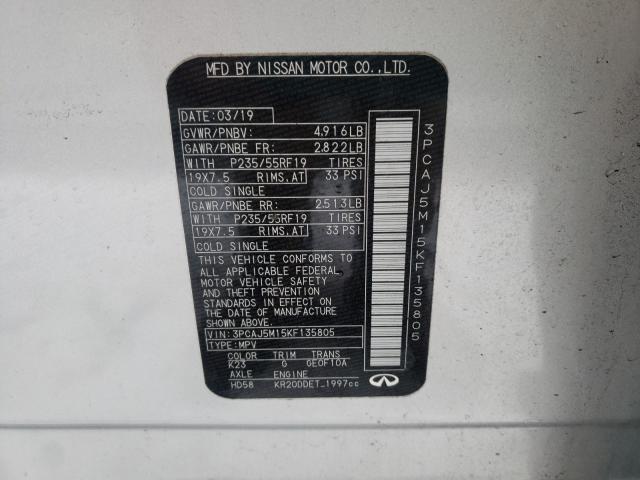 MFD BY NISSAN MOTOR CO.,LTD.
DATE: 03/19
GVWR/PNBV: 4.916LB
GAWR/PNBE FR: 2.822LB
WITH P235/55RF19 TIRES
19X7.5 RIMS.AT 33 PSI
COLD SINGLE
GAWR/PNBE RR: 2.513LB
WITH P235/55RF19 TIRES
19X7.5 RIMS.AT 33 PSI
COLD SINGLE
THIS VEHICLE CONFORMS TO
ALL APPLICABLE FEDERAL
MOTOR VEHICLE SAFETY
AND THEFT PREVENTION
STANDARDS IN EFFECT ON
THE DATE OF MANUFACTURE
SHOWN ABOVE.
VIN: 3PCAJ5M15KF135805
TYPE: MPV
COLOR TRIM TRANS
K23 G GE0F10A
AXLE ENGINE
HD58 KR20DDET_1997cc
3PCAJ5M15KF135805